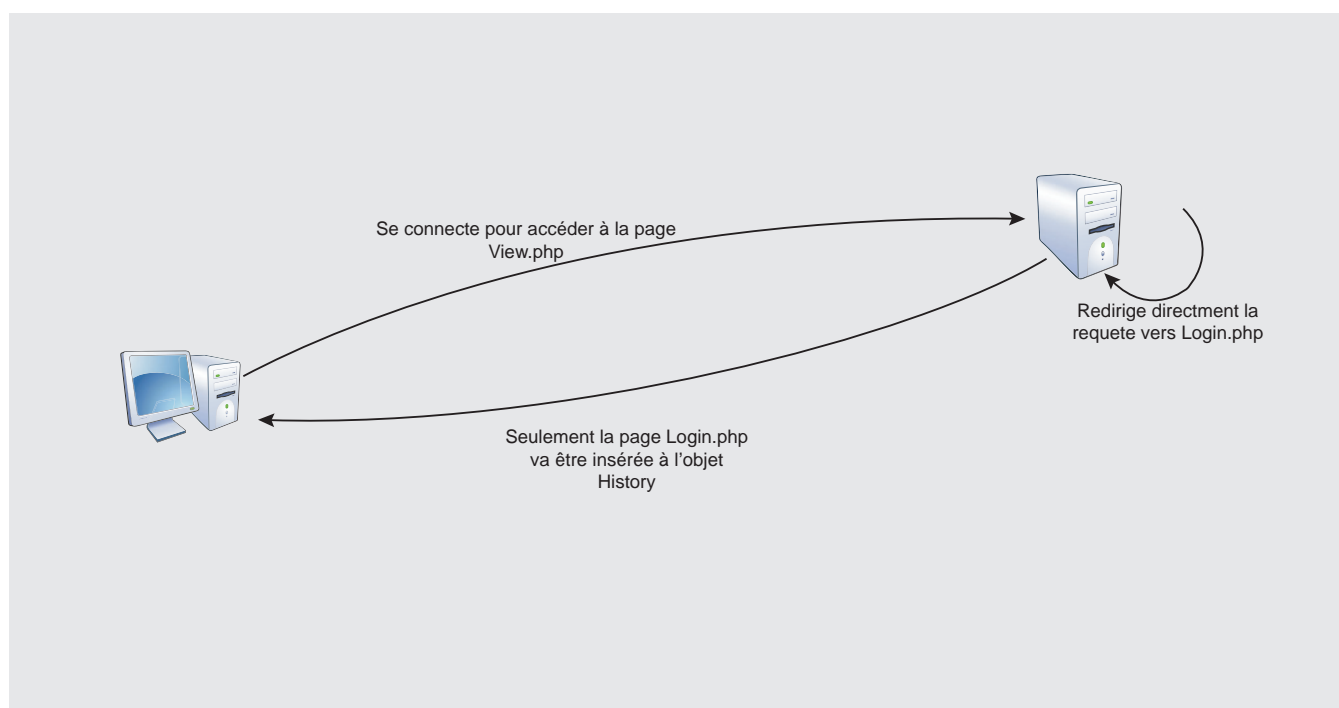 Se connecte pour accéder à la page
View.php
Redirige directment la
requete vers Login.php
Seulement la page Login.php
va être insérée à l’objet
History